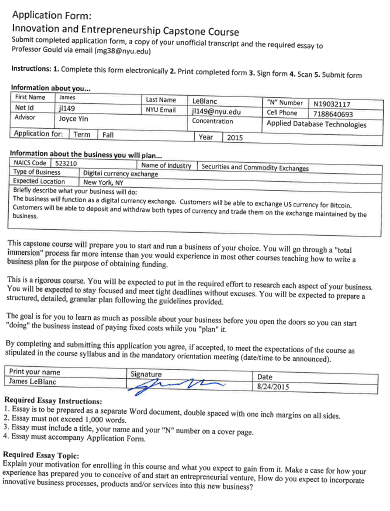 Application Form:
Innovation and Entrepreneurship Capstone Course
Submit completed application form, a copy of your unofficial transcript and the required essay to
Professor Gould via email (mg38@nyu.edu)
Instructions: 1. Complete this form electronically 2. Print completed form 3. Sign form 4. Scan 5. Submit form
Information about you...
First Name James Last Name LeBlanc "N" Number N19032117
Net Id jl149 NYU Email jl149@nyu.edu Cell Phone 7188640693
Advisor Joyce Yin Concentration Applied Database Technologies
Application for: Term Fall Year 2015
Information about the business you will plan...
NAICS Code 523210 Name of Industry Securities and Commodity Exchanges
Type of Business Digital currency exchange
Expected Location New York, NY
Briefly describe what your business will do:
The business will function as a digital currency exchange. Customers will be able to exchange US currency for Bitcoin.
Customers will be able to deposit and withdraw both types of currency and trade them on the exchange maintained by the
business.
This capstone course will prepare you to start and run a business of your choice. You will go through a "total
immersion" process far more intense than you would experience in most other courses teaching how to write a
business plan for the purpose of obtaining funding.
This is a rigorous course. You will be expected to put in the required effort to research each aspect of your business.
You will be expected to stay focused and meet tight deadlines without excuses. You will be expected to prepare a
structured, detailed, granular plan following the guidelines provided.
The goal is for you to learn as much as possible about your business before you open the doors so you can start
"doing" the business instead of paying fixed costs while you "plan" it.
By completing and submitting this application you agree, if accepted, to meet the expectations of the course as
stipulated in the course syllabus and in the mandatory orientation meeting (date/time to be announced).
Print your name Signature Date
James LeBlanc 8/24/2015
Required Essay Instructions:
1. Essay is to be prepared as a separate Word document, double spaced with one inch margins on all sides.
2. Essay must not exceed 1,000 words.
3. Essay must include a title, your name and your "N" number on a cover page.
4. Essay must accompany Application Form.
Required Essay Topic:
Explain your motivation for enrolling in this course and what you expect to gain from it. Make a case for how your
experience has prepared you to conceive of and start an entrepreneurial venture, How do you expect to incorporate
innovative business processes, products and/or services into this new business?